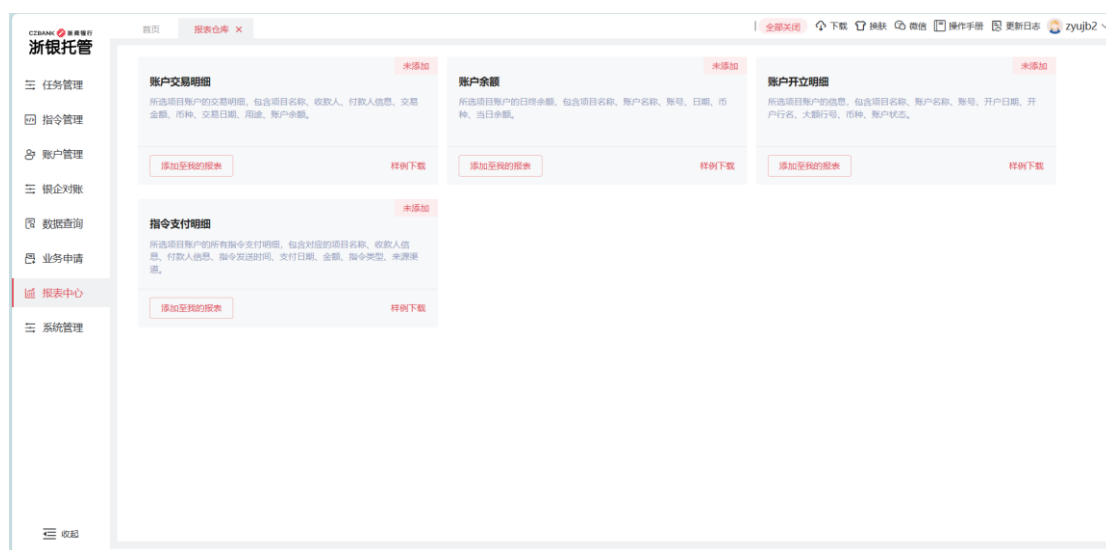 CZBANK 浙商银行
浙银托管
首页
报表仓库 ×
全部关闭
下载
换肤
微信
操作手册
更新日志
zyujb2
任务管理
指令管理
账户管理
银企对账
数据查询
业务申请
报表中心
系统管理
收起
未添加
账户交易明细
所选项目账户的交易明细，包含项目名称、收款人、付款人信息、交易
金额、币种、交易日期、用途、账户余额。
添加至我的报表
样例下载
未添加
账户余额
所选项目账户的日终余额，包含项目名称、账户名称、账号、日期、币
种、当日余额。
添加至我的报表
样例下载
未添加
账户开立明细
所选项目账户的信息，包含项目名称、账户名称、账号、开户日期、开
户行名、大额行号、币种、账户状态。
添加至我的报表
样例下载
未添加
指令支付明细
所选项目账户的所有指令支付明细，包含对应的项目名称、收款人信
息、付款人信息、指令发送时间、支付日期、金额、指令类型、来源渠
道。
添加至我的报表
样例下载